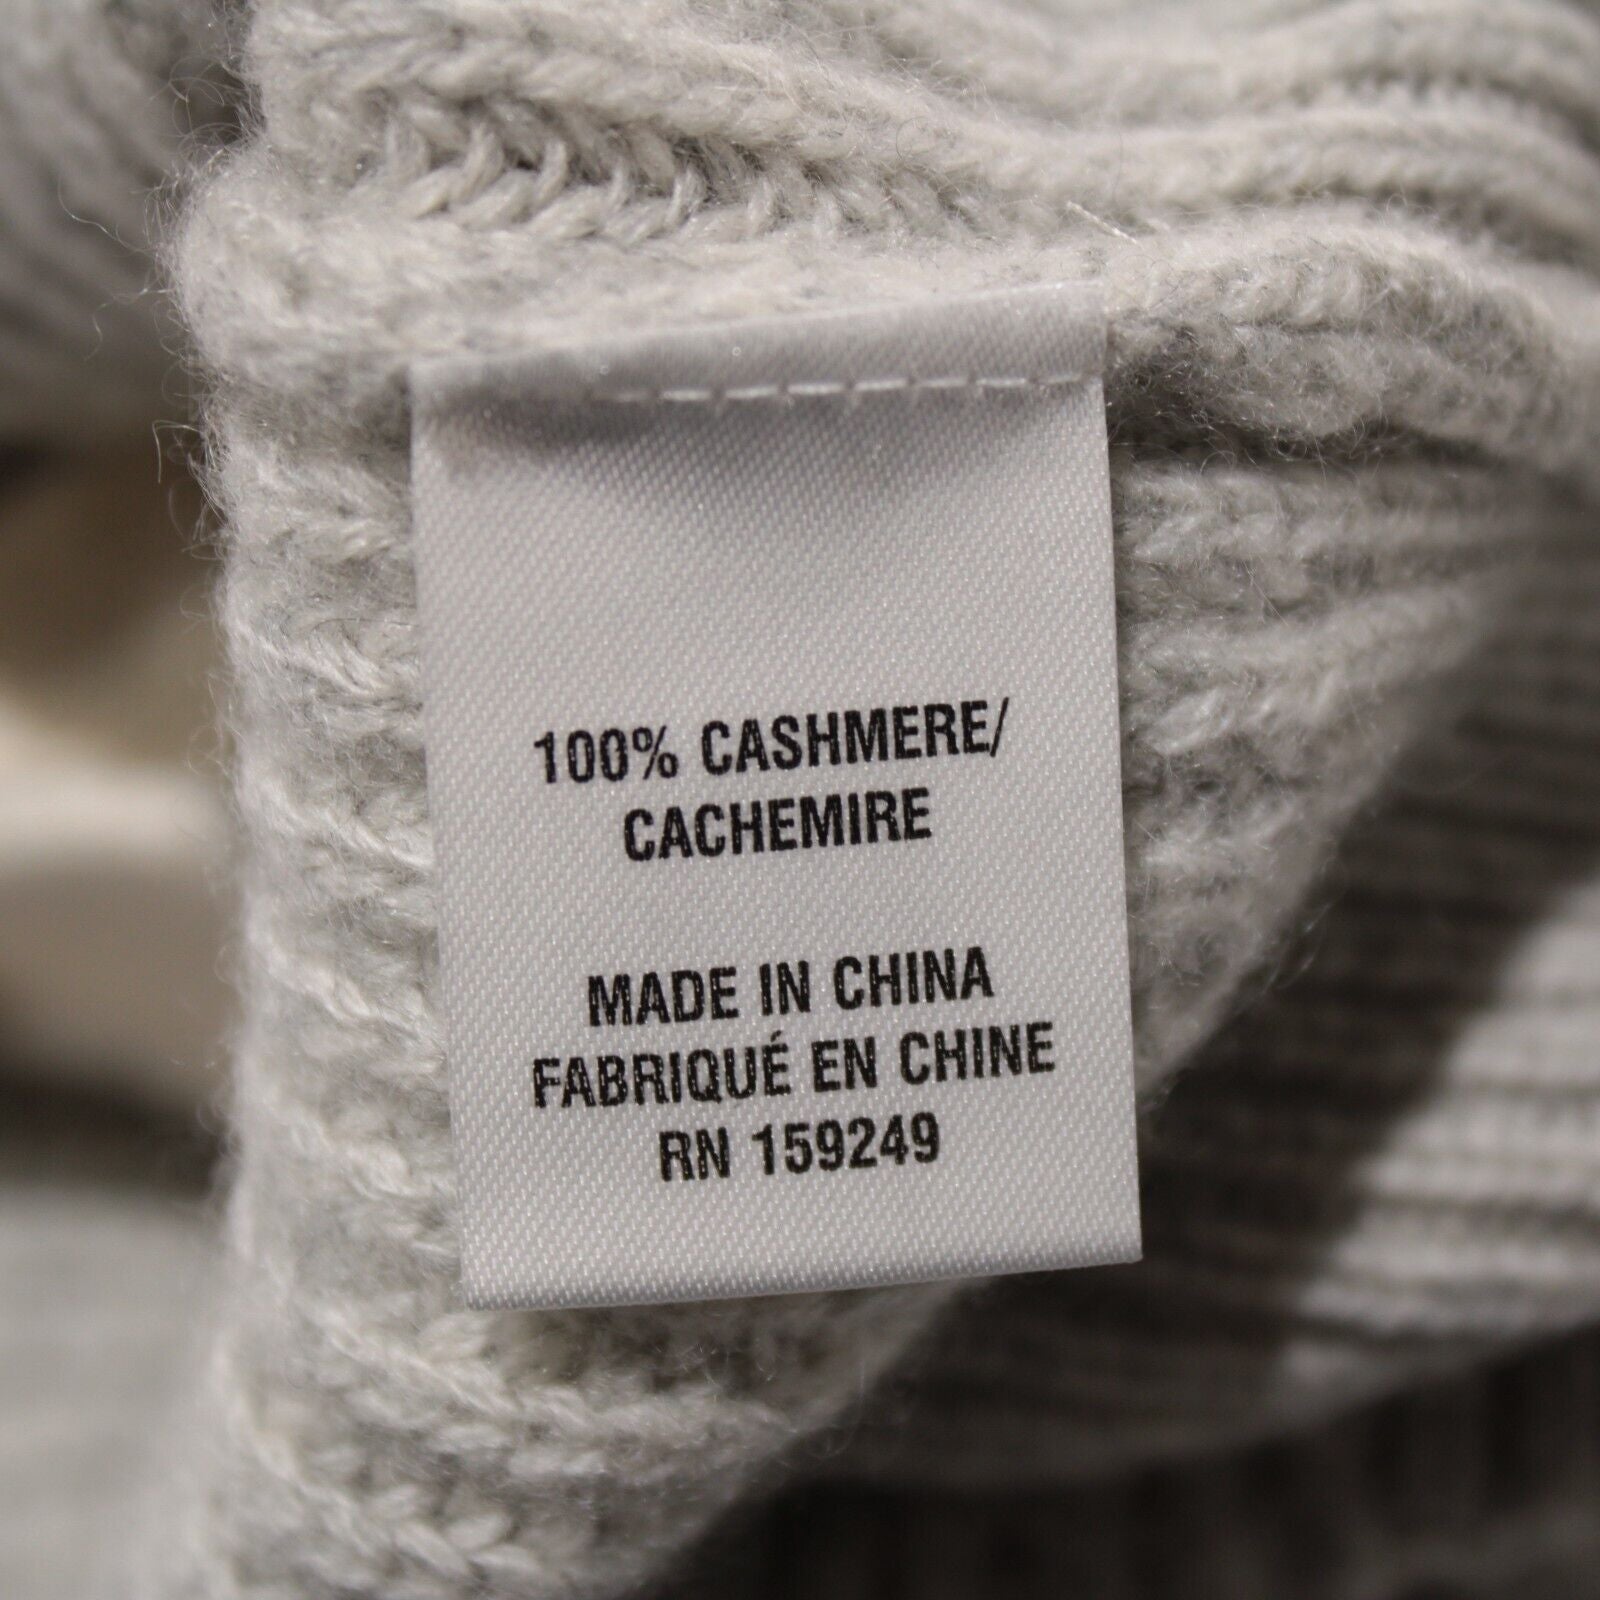 100% CASHMERE/
CACHEMIRE
MADE IN CHINA
FABRIQUÉ EN CHINE
RN 159249